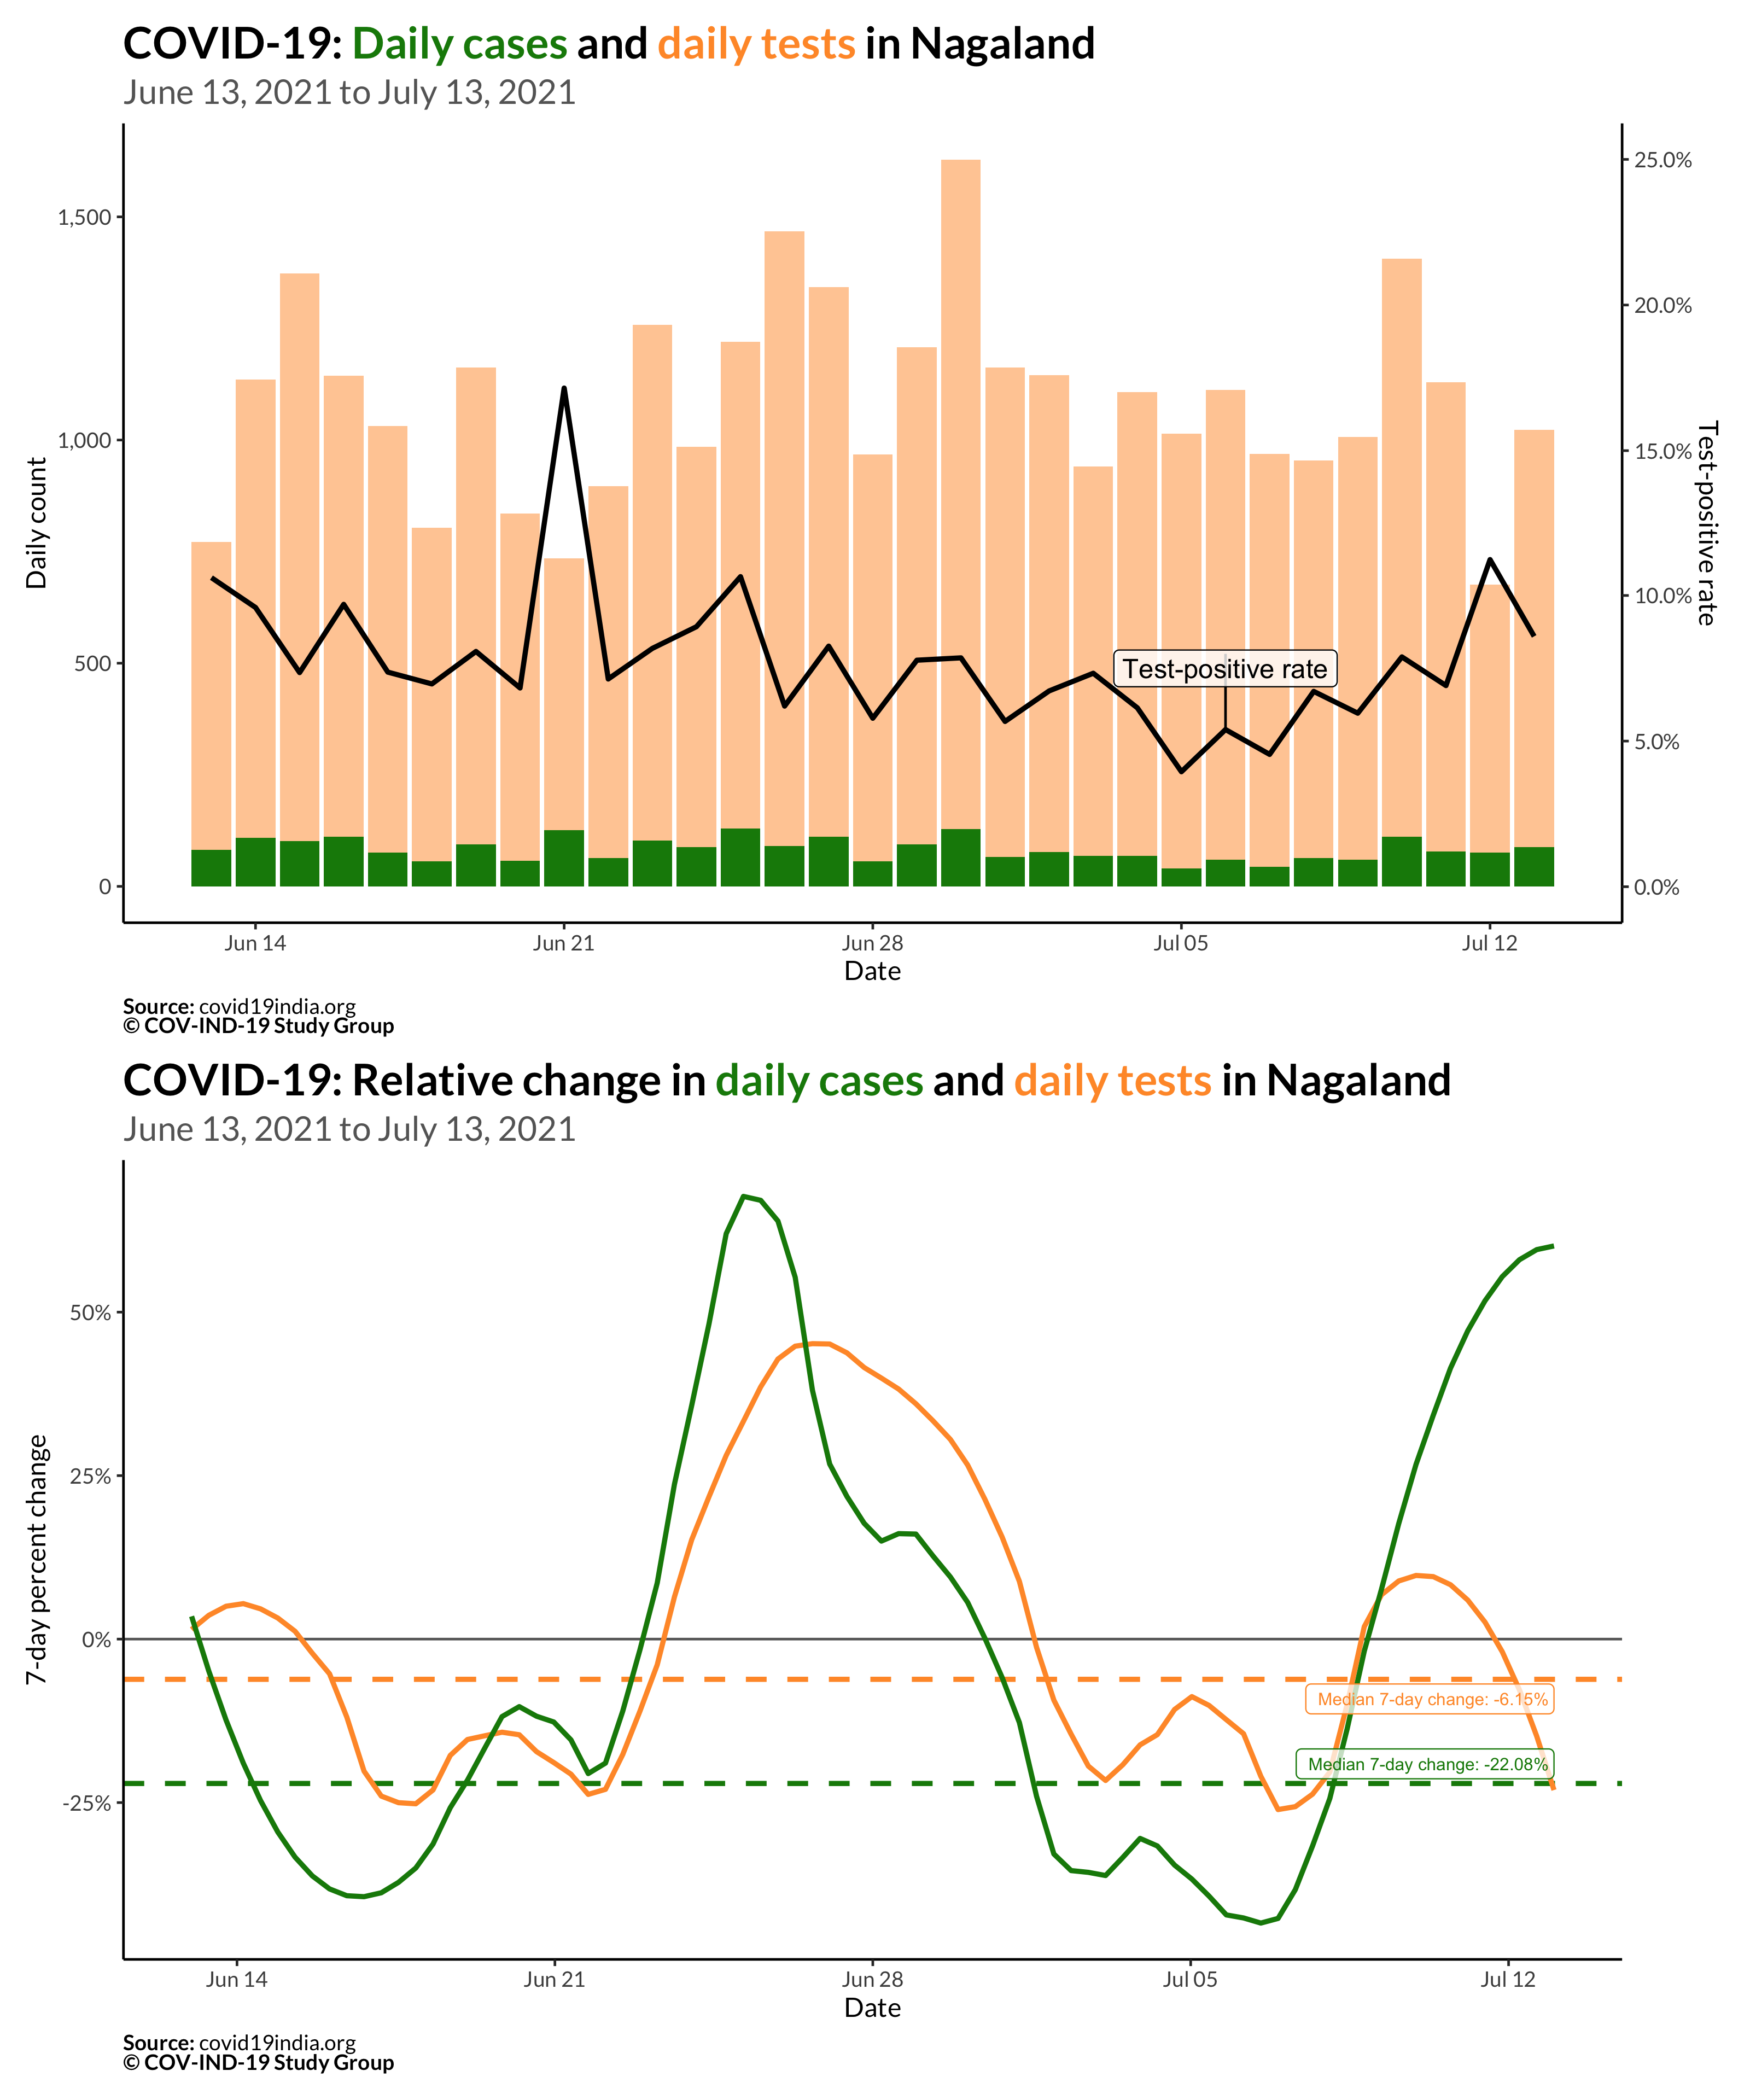 COVID-19: Daily cases and daily tests in Nagaland
June 13, 2021 to July 13, 2021
Daily count
1,500
1,000
500
0
25.0%
20.0%
15.0%
10.0%
5.0%
0.0%
Test-positive rate
Test-positive rate
Jun 14
Jun 21
Jun 28
Jul 05
Jul 12
Date
Source: covid19india.org
© COV-IND-19 Study Group
COVID-19: Relative change in daily cases and daily tests in Nagaland
June 13, 2021 to July 13, 2021
7-day percent change
50%
25%
0%
-25%
Median 7-day change: -6.15%
Median 7-day change: -22.08%
Jun 14
Jun 21
Jun 28
Jul 05
Jul 12
Date
Source: covid19india.org
© COV-IND-19 Study Group